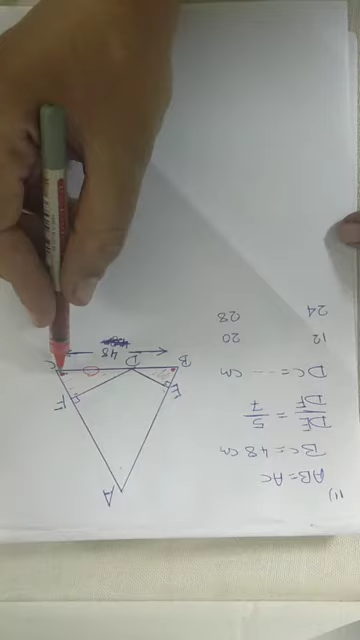 11)
AB=AC
BC=48 cm
DE/DF = 5/7
DC=---- cm
12 20
24 28
A
E
F
B
D
C
48